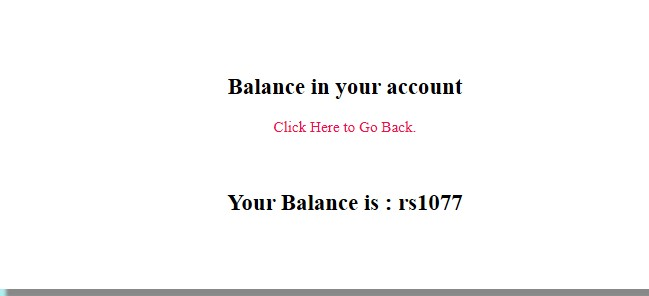 Balance in your account
Click Here to Go Back.
Your Balance is : rs1077